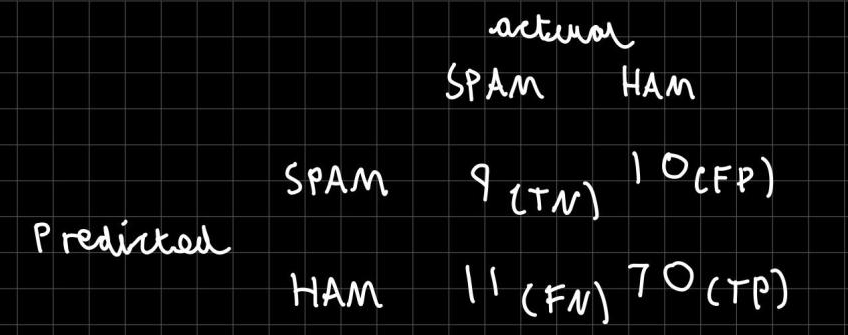 actual
SPAM HAM
SPAM 9 (TN) 10 (FP)
Predicted
HAM 11 (FN) 70 (TP)